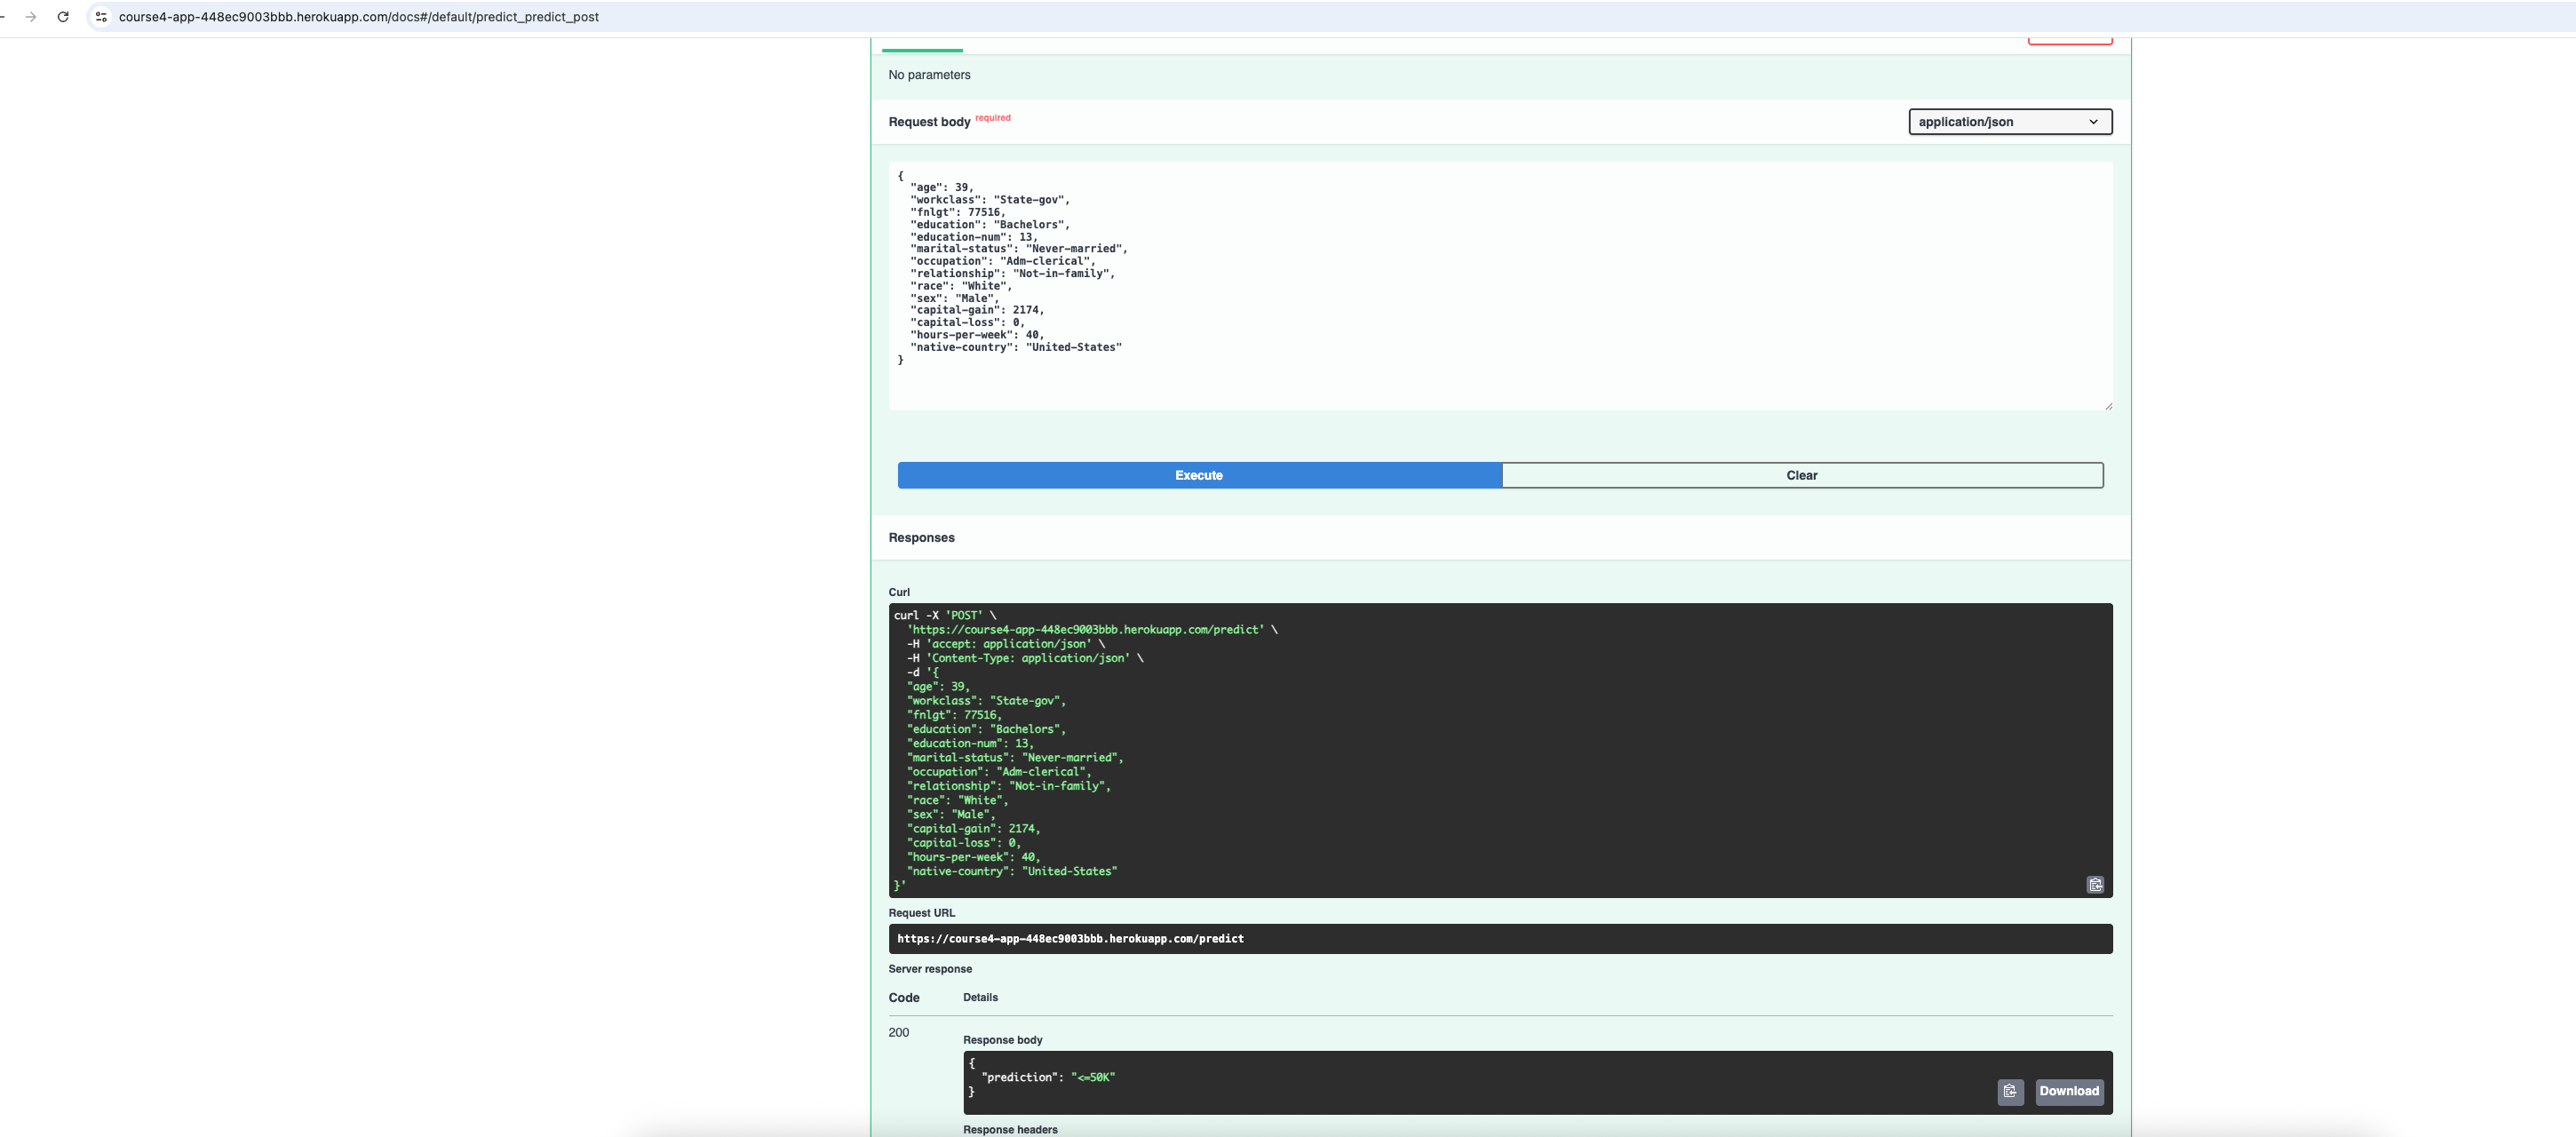 course4-app-448ec9003bbb.herokuapp.com/docs#/default/predict_predict_post
No parameters
Request body required
application/json
{
  "age": 39,
  "workclass": "State-gov",
  "fnlgt": 77516,
  "education": "Bachelors",
  "education-num": 13,
  "marital-status": "Never-married",
  "occupation": "Adm-clerical",
  "relationship": "Not-in-family",
  "race": "White",
  "sex": "Male",
  "capital-gain": 2174,
  "capital-loss": 0,
  "hours-per-week": 40,
  "native-country": "United-States"
}
Execute Clear
Responses
Curl
curl -X 'POST' \
  'https://course4-app-448ec9003bbb.herokuapp.com/predict' \
  -H 'accept: application/json' \
  -H 'Content-Type: application/json' \
  -d '{
  "age": 39,
  "workclass": "State-gov",
  "fnlgt": 77516,
  "education": "Bachelors",
  "education-num": 13,
  "marital-status": "Never-married",
  "occupation": "Adm-clerical",
  "relationship": "Not-in-family",
  "race": "White",
  "sex": "Male",
  "capital-gain": 2174,
  "capital-loss": 0,
  "hours-per-week": 40,
  "native-country": "United-States"
}'
Request URL
https://course4-app-448ec9003bbb.herokuapp.com/predict
Server response
Code Details
200
Response body
{
  "prediction": "<=50K"
}
Download
Response headers